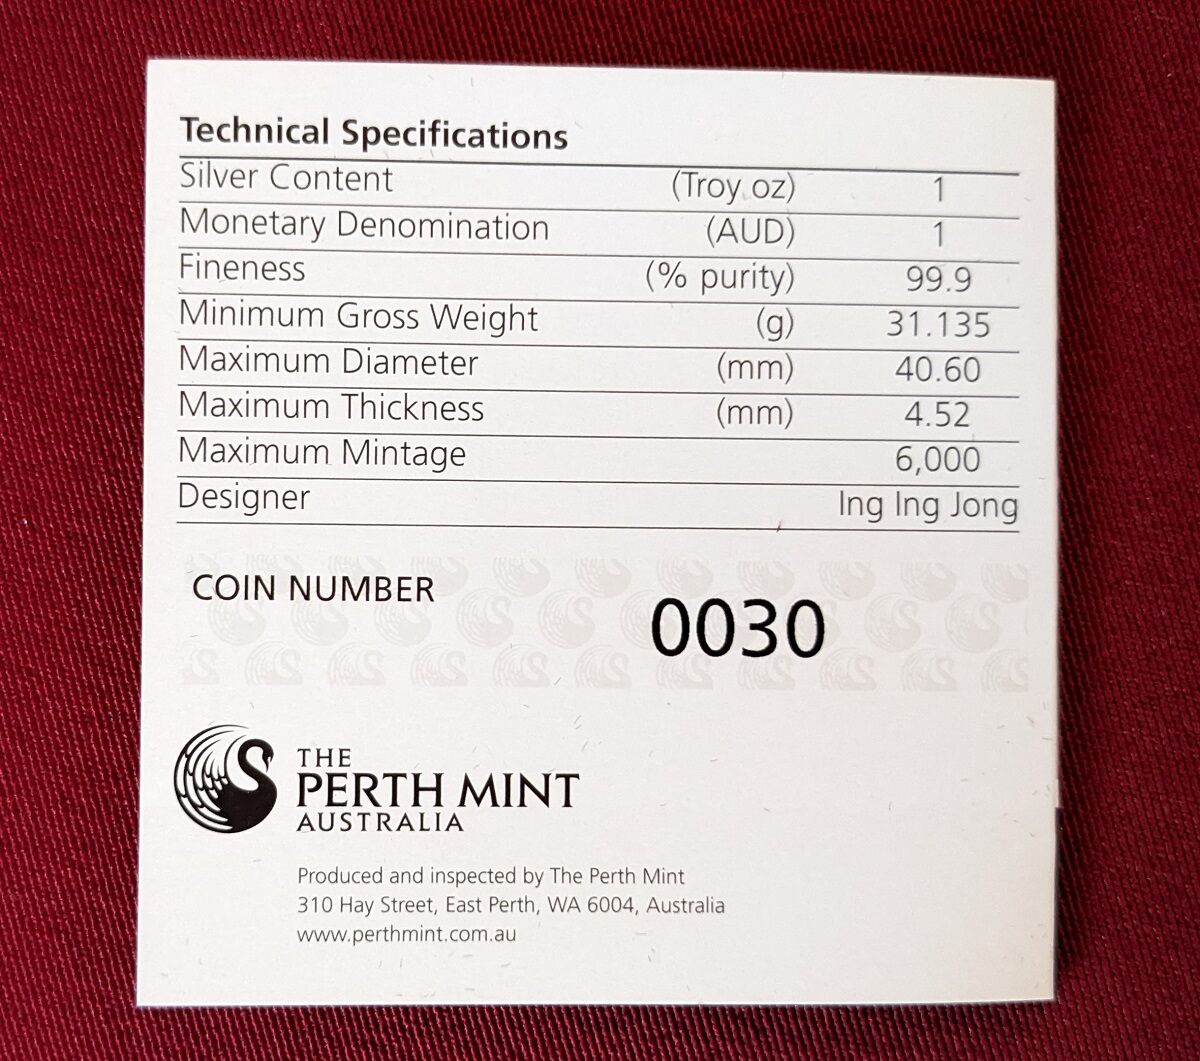 Technical Specifications
Silver Content (Troy oz) 1
Monetary Denomination (AUD) 1
Fineness (% purity) 99.9
Minimum Gross Weight (g) 31.135
Maximum Diameter (mm) 40.60
Maximum Thickness (mm) 4.52
Maximum Mintage 6,000
Designer Ing Ing Jong
COIN NUMBER 0030
THE
PERTH MINT
AUSTRALIA
Produced and inspected by The Perth Mint
310 Hay Street, East Perth, WA 6004, Australia
www.perthmint.com.au